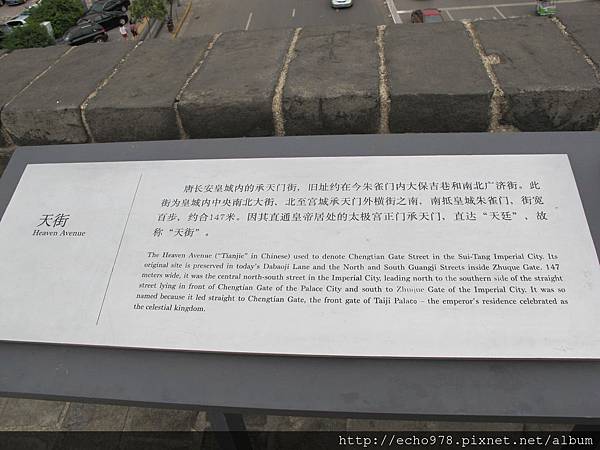 天街
Heaven Avenue
唐长安皇城内的承天门街，旧址约在今朱雀门内大保吉巷和南北广济街。此
街为皇城内中央南北大街、北至宫城承天门外横街之南，南抵皇城朱雀门，街宽
百步，约合147米。因其直通皇帝居处的太极宫正门承天门，直达“天廷”、故
称“天街”。
The Heaven Avenue ("Tianjie" in Chinese) used to denote Chengtian Gate Street in the Sui-Tang Imperial City. Its
original site is preserved in today's Dabaoji Lane and the North and South Guangji Streets inside Zhuque Gate. 147
meters wide, it was the central north-south street in the Imperial City, leading north to the southern side of the straight
street lying in front of Chengtian Gate of the Palace City and south to Zhuque Gate of the Imperial City. It was so
named because it led straight to Chengtian Gate, the front gate of Taiji Palace – the emperor's residence celebrated as
the celestial kingdom.
http://echo978.pixnet.net/album